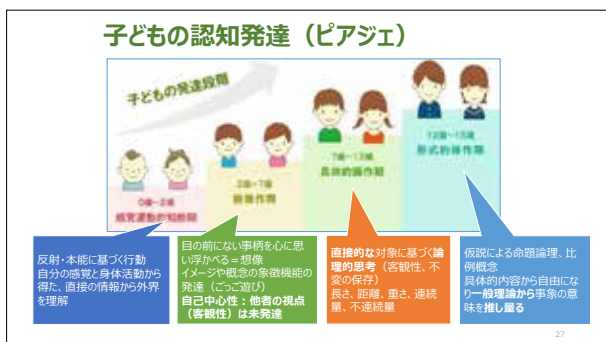 子どもの認知発達（ピアジェ）
子どもの発達段階
0歳~2歳
感覚運動的知能期
2歳~7歳
前操作期
7歳~12歳
具体的操作期
12歳~15歳
形式的操作期
反射・本能に基づく行動
自分の感覚と身体活動から
得た、直接の情報から外界
を理解
目の前にない事柄を心に思
い浮かべる＝想像
イメージや概念の象徴機能の
発達（ごっこ遊び）
自己中心性：他者の視点
（客観性）は未発達
直接的な対象に基づく論
理的思考（客観性、不
変の保存）
長さ、距離、重さ、連続
量、不連続量
仮説による命題論理、比
例概念
具体的内容から自由にな
り一般理論から事象の意
味を推し量る
27